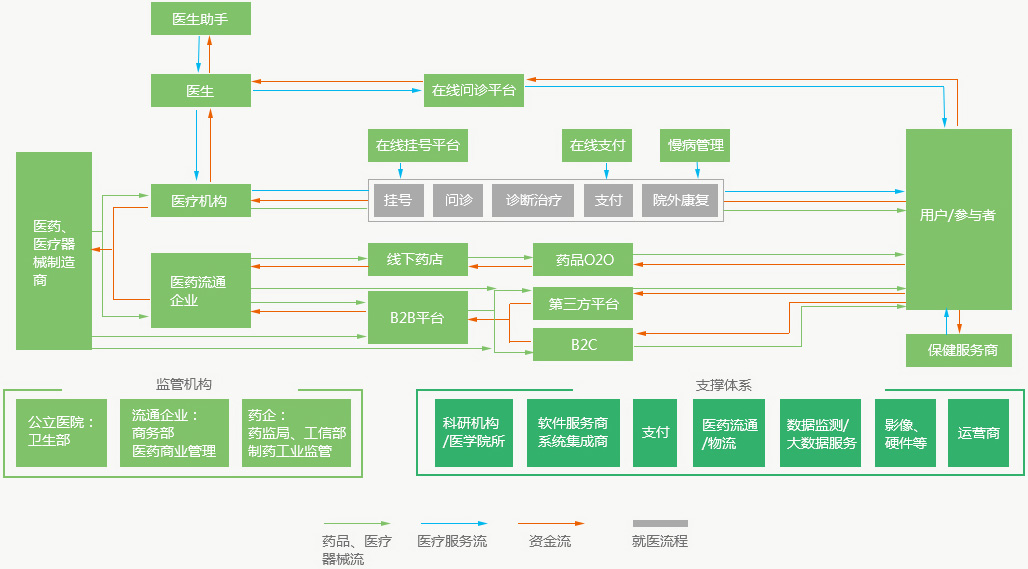 医生助手
医生
在线问诊平台
在线挂号平台
在线支付
慢病管理
医疗机构
挂号
问诊
诊断治疗
支付
院外康复
用户/参与者
医药、
医疗器
械制造
商
医药流通
企业
线下药店
药品O2O
B2B平台
第三方平台
B2C
保健服务商
监管机构
公立医院：
卫生部
流通企业：
商务部
医药商业管理
药企：
药监局、工信部
制药工业监管
支撑体系
科研机构
/医学院所
软件服务商
系统集成商
支付
医药流通
/物流
数据监测/
大数据服务
影像、
硬件等
运营商
药品、医疗
器械流
医疗服务流
资金流
就医流程